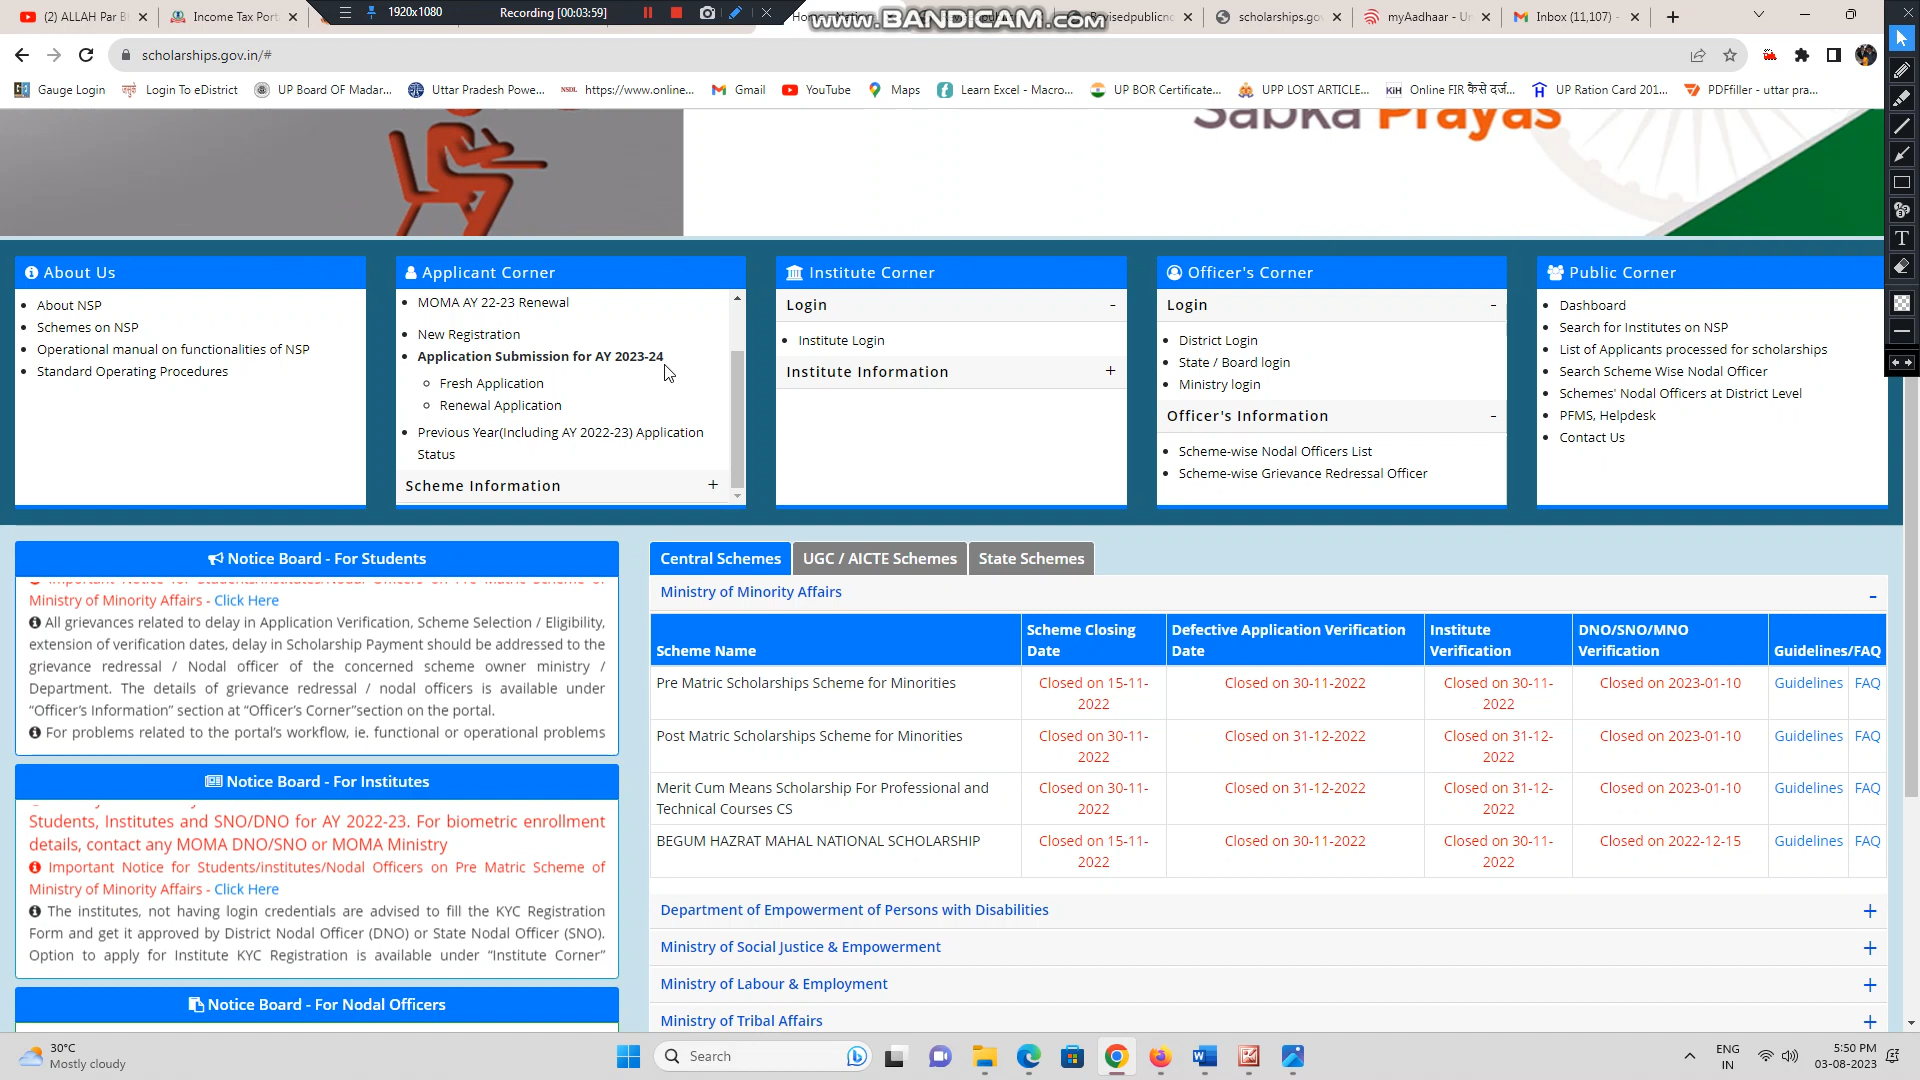 (2) ALLAH Par B
Income Tax Port
1920x1080
Recording [00:03:59]
www.BANDICAM.com
scholarships.gov
myAadhaar - U
Inbox (11,107) -
scholarships.gov.in/#
Gauge Login
Login To eDistrict
UP Board OF Madar...
Uttar Pradesh Powe...
https://www.online...
Gmail
YouTube
Maps
Learn Excel - Macro...
UP BOR Certificate...
UPP LOST ARTICLE...
Online FIR कैसे दर्ज...
UP Ration Card 201...
PDFfiller - uttar pra...
Sabka Prayas
About Us
About NSP
Schemes on NSP
Operational manual on functionalities of NSP
Standard Operating Procedures
Applicant Corner
MOMA AY 22-23 Renewal
New Registration
Application Submission for AY 2023-24
Fresh Application
Renewal Application
Previous Year(Including AY 2022-23) Application
Status
Scheme Information +
Institute Corner
Login -
Institute Login
Institute Information +
Officer's Corner
Login -
District Login
State / Board login
Ministry login
Officer's Information -
Scheme-wise Nodal Officers List
Scheme-wise Grievance Redressal Officer
Public Corner
Dashboard
Search for Institutes on NSP
List of Applicants processed for scholarships
Search Scheme Wise Nodal Officer
Schemes' Nodal Officers at District Level
PFMS, Helpdesk
Contact Us
Notice Board - For Students
Important Notice for Students/institutes/Nodal Officers on Pre Matric Scheme of
Ministry of Minority Affairs - Click Here
All grievances related to delay in Application Verification, Scheme Selection / Eligibility,
extension of verification dates, delay in Scholarship Payment should be addressed to the
grievance redressal / Nodal officer of the concerned scheme owner ministry /
Department. The details of grievance redressal / nodal officers is available under
“Officer’s Information” section at “Officer’s Corner”section on the portal.
For problems related to the portal’s workflow, ie. functional or operational problems
Notice Board - For Institutes
Students, Institutes and SNO/DNO for AY 2022-23. For biometric enrollment
details, contact any MOMA DNO/SNO or MOMA Ministry
Important Notice for Students/institutes/Nodal Officers on Pre Matric Scheme of
Ministry of Minority Affairs - Click Here
The institutes, not having login credentials are advised to fill the KYC Registration
Form and get it approved by District Nodal Officer (DNO) or State Nodal Officer (SNO).
Option to apply for Institute KYC Registration is available under “Institute Corner”
Notice Board - For Nodal Officers
Central Schemes
UGC / AICTE Schemes
State Schemes
Ministry of Minority Affairs -
Scheme Name
Scheme Closing
Date
Defective Application Verification
Date
Institute
Verification
DNO/SNO/MNO
Verification
Guidelines/FAQ
Pre Matric Scholarships Scheme for Minorities
Closed on 15-11-
2022
Closed on 30-11-2022
Closed on 30-11-
2022
Closed on 2023-01-10
Guidelines FAQ
Post Matric Scholarships Scheme for Minorities
Closed on 30-11-
2022
Closed on 31-12-2022
Closed on 31-12-
2022
Closed on 2023-01-10
Guidelines FAQ
Merit Cum Means Scholarship For Professional and
Technical Courses CS
Closed on 30-11-
2022
Closed on 31-12-2022
Closed on 31-12-
2022
Closed on 2023-01-10
Guidelines FAQ
BEGUM HAZRAT MAHAL NATIONAL SCHOLARSHIP
Closed on 15-11-
2022
Closed on 30-11-2022
Closed on 30-11-
2022
Closed on 2022-12-15
Guidelines FAQ
Department of Empowerment of Persons with Disabilities +
Ministry of Social Justice & Empowerment +
Ministry of Labour & Employment +
Ministry of Tribal Affairs +
30°C
Mostly cloudy
Search
ENG
IN
5:50 PM
03-08-2023